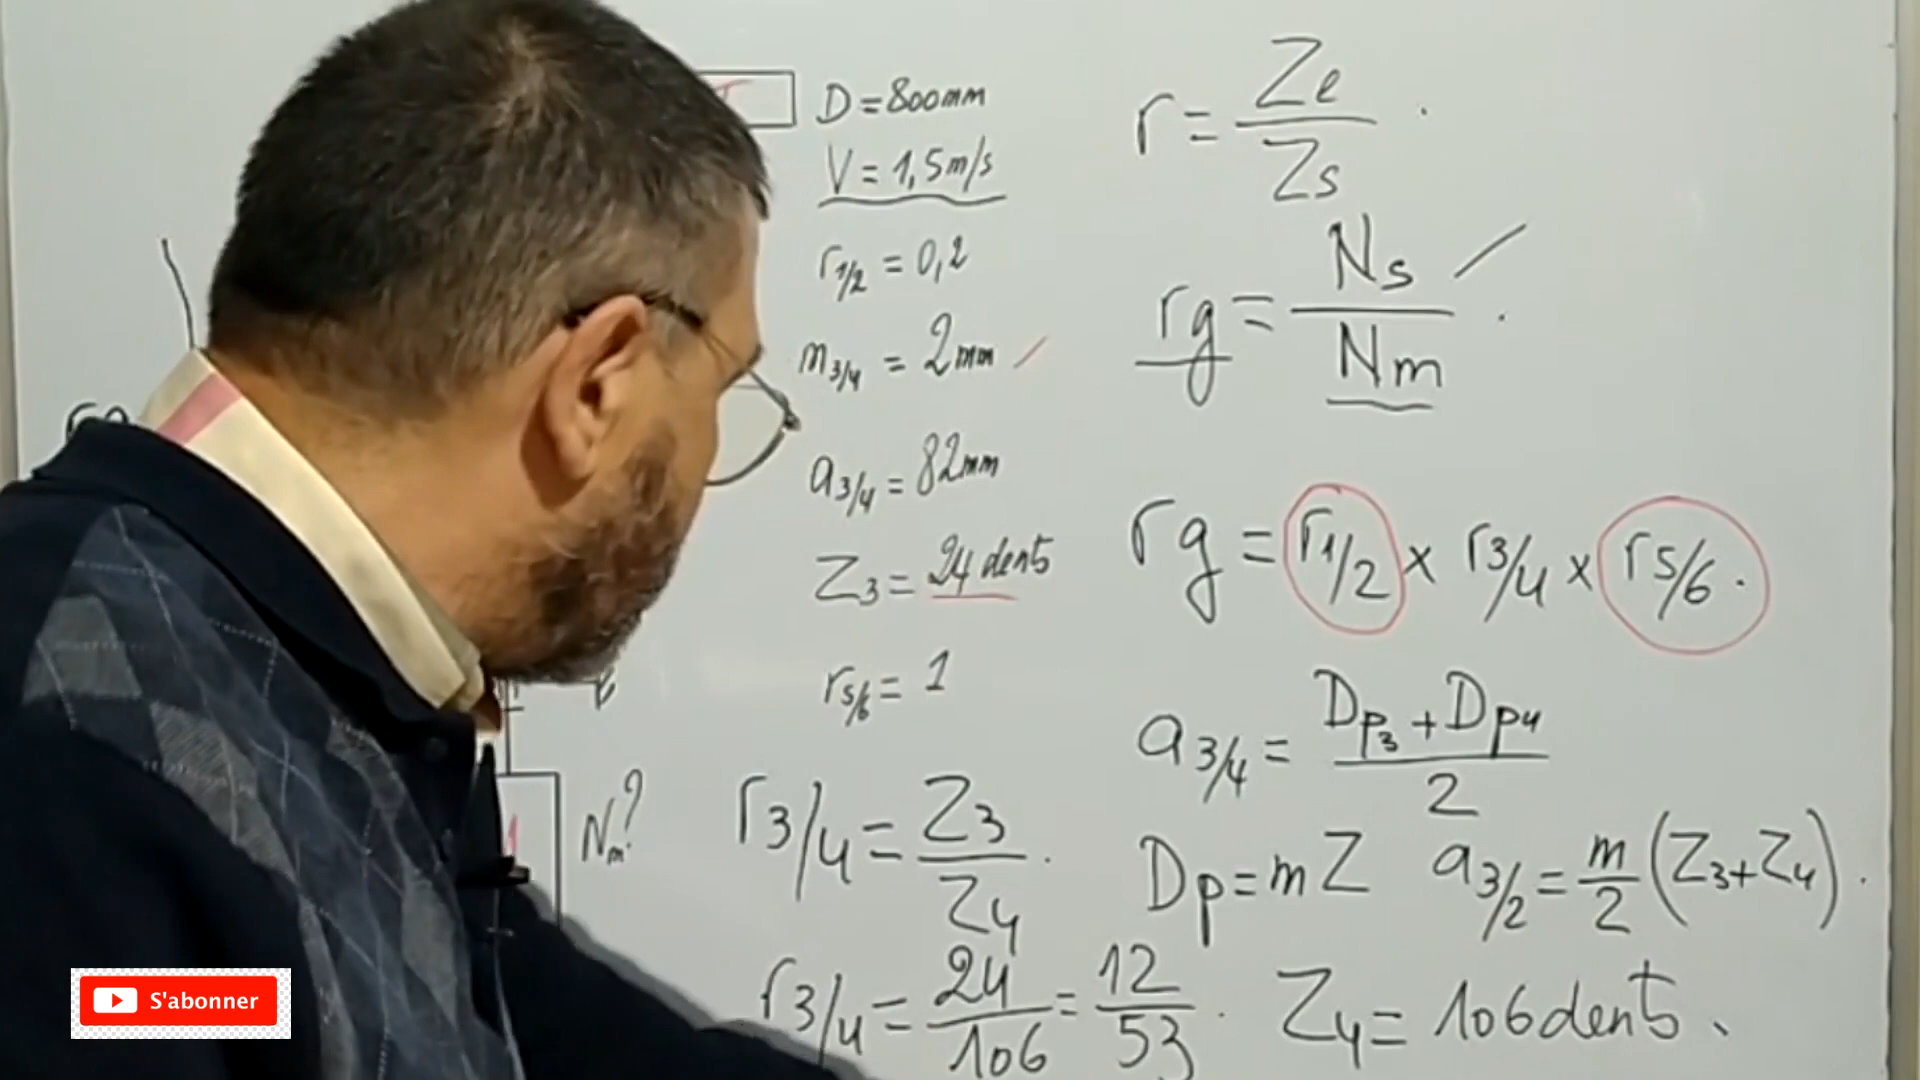 D = 800mm
V = 1,5m/s
r1/2 = 0,2
m3/4 = 2mm
a3/4 = 82mm
Z3 = 24 dents
r5/6 = 1
Nm?
r3/4 = Z3/Z4
r3/4 = 24/106 = 12/53.
r = Ze/Zs.
rg = Ns/Nm
rg = r1/2 x r3/4 x r5/6.
a3/4 = Dp3 + Dp4/2
Dp = mZ a3/2 = m/2 (Z3+Z4).
Z4 = 106 dents.
S'abonner